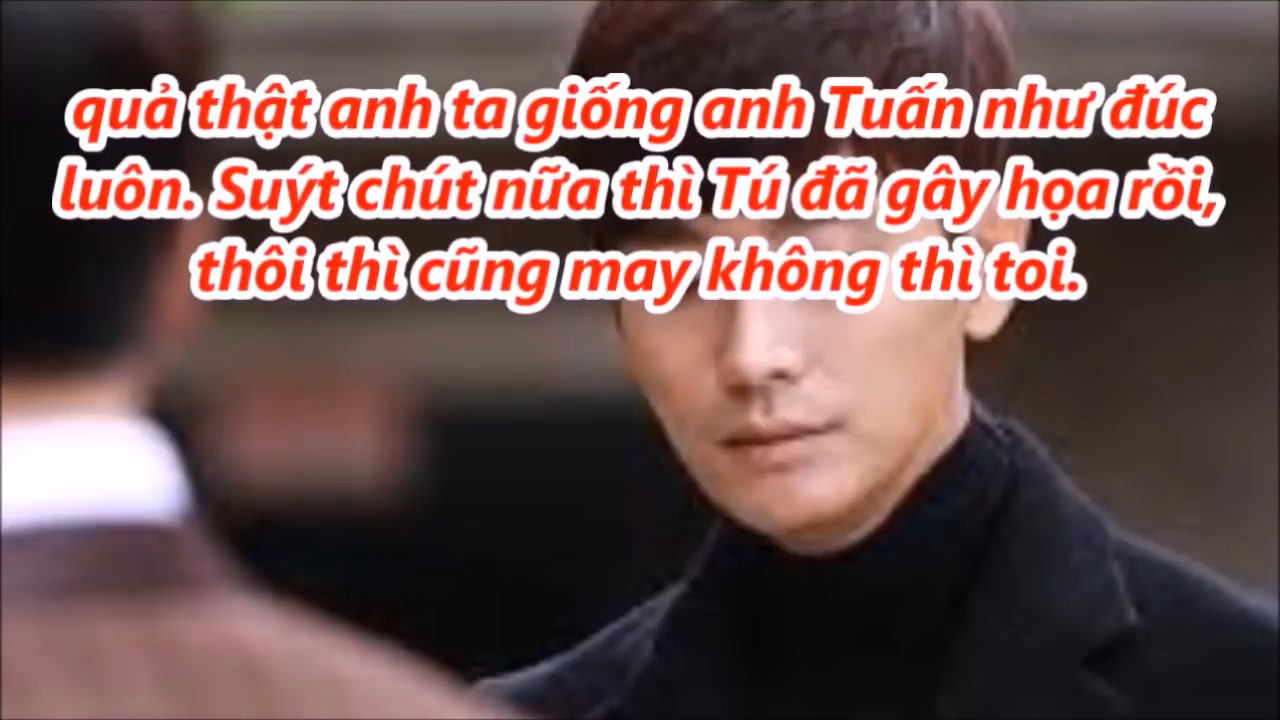 quả thật anh ta giống anh Tuấn như đúc
luôn. Suýt chút nữa thì Tú đã gây họa rồi,
thôi thì cũng may không thì toi.